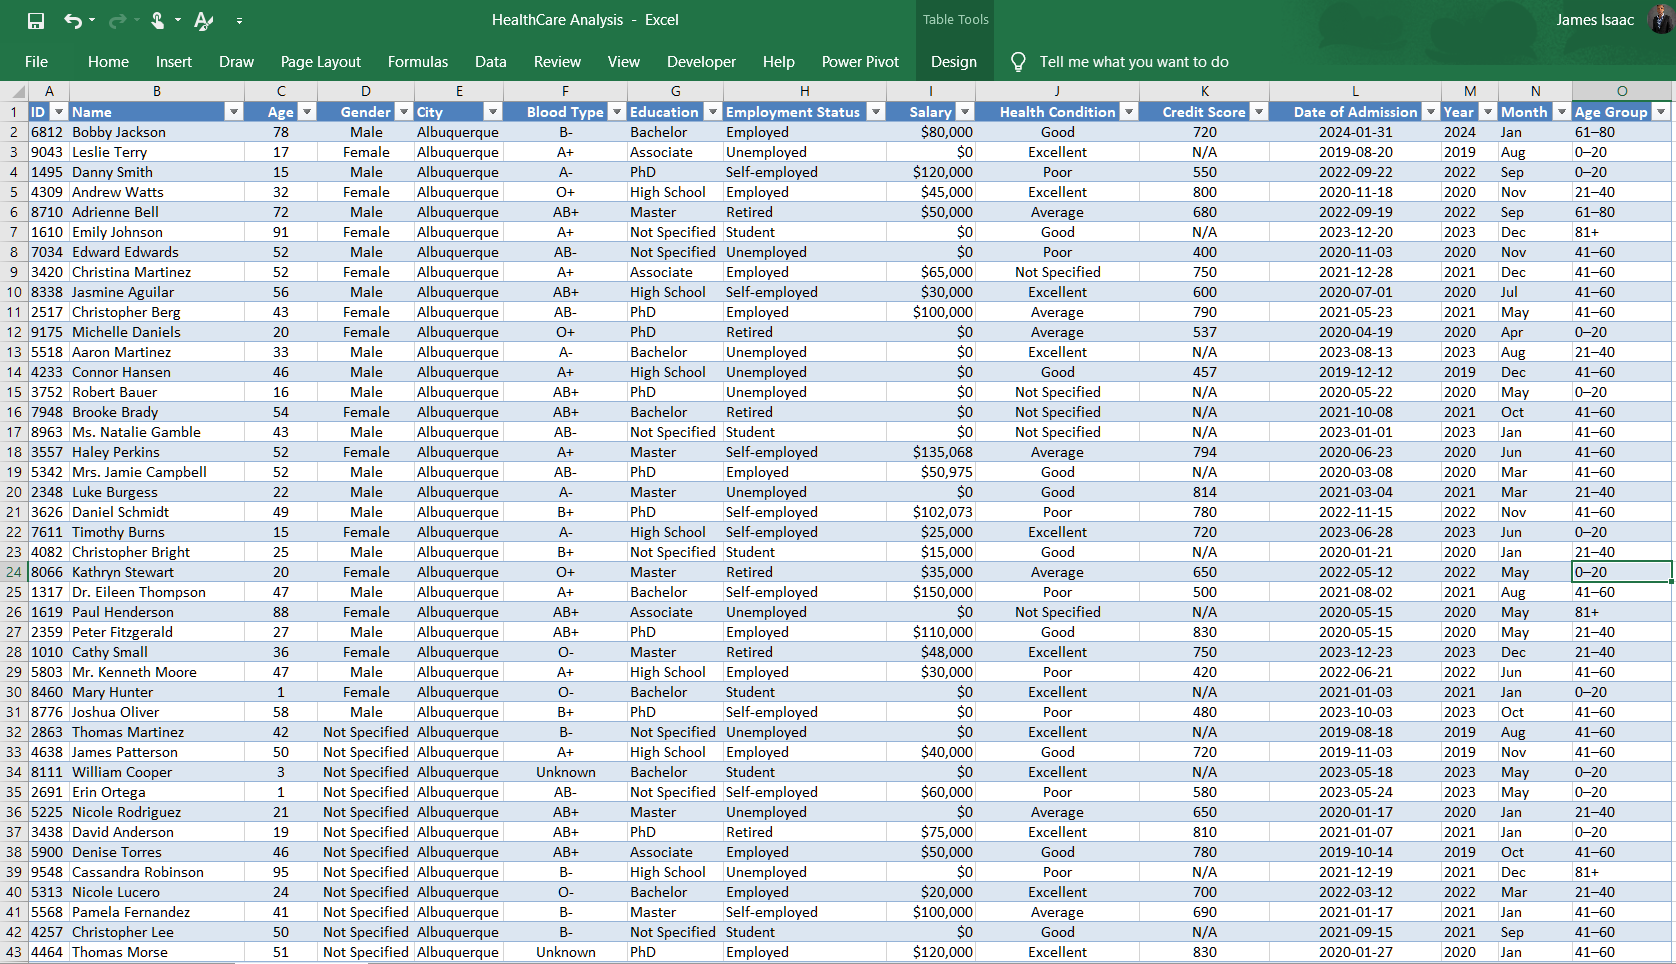 HealthCare Analysis - Excel
Table Tools
James Isaac
File Home Insert Draw Page Layout Formulas Data Review View Developer Help Power Pivot Design Tell me what you want to do
A B C D E F G H I J K L M N O
1 ID Name Age Gender City Blood Type Education Employment Status Salary Health Condition Credit Score Date of Admission Year Month Age Group
2 6812 Bobby Jackson 78 Male Albuquerque B- Bachelor Employed $80,000 Good 720 2024-01-31 2024 Jan 61–80
3 9043 Leslie Terry 17 Female Albuquerque A+ Associate Unemployed $0 Excellent N/A 2019-08-20 2019 Aug 0–20
4 1495 Danny Smith 15 Male Albuquerque A- PhD Self-employed $120,000 Poor 550 2022-09-22 2022 Sep 0–20
5 4309 Andrew Watts 32 Female Albuquerque O+ High School Employed $45,000 Excellent 800 2020-11-18 2020 Nov 21–40
6 8710 Adrienne Bell 72 Male Albuquerque AB+ Master Retired $50,000 Average 680 2022-09-19 2022 Sep 61–80
7 1610 Emily Johnson 91 Female Albuquerque A+ Not Specified Student $0 Good N/A 2023-12-20 2023 Dec 81+
8 7034 Edward Edwards 52 Male Albuquerque AB- Not Specified Unemployed $0 Poor 400 2020-11-03 2020 Nov 41–60
9 3420 Christina Martinez 52 Female Albuquerque A+ Associate Employed $65,000 Not Specified 750 2021-12-28 2021 Dec 41–60
10 8338 Jasmine Aguilar 56 Male Albuquerque AB+ High School Self-employed $30,000 Excellent 600 2020-07-01 2020 Jul 41–60
11 2517 Christopher Berg 43 Female Albuquerque AB- PhD Employed $100,000 Average 790 2021-05-23 2021 May 41–60
12 9175 Michelle Daniels 20 Female Albuquerque O+ PhD Retired $0 Average 537 2020-04-19 2020 Apr 0–20
13 5518 Aaron Martinez 33 Male Albuquerque A- Bachelor Unemployed $0 Excellent N/A 2023-08-13 2023 Aug 21–40
14 4233 Connor Hansen 46 Male Albuquerque A+ High School Unemployed $0 Good 457 2019-12-12 2019 Dec 41–60
15 3752 Robert Bauer 16 Male Albuquerque AB+ PhD Unemployed $0 Not Specified N/A 2020-05-22 2020 May 0–20
16 7948 Brooke Brady 54 Female Albuquerque AB+ Bachelor Retired $0 Not Specified N/A 2021-10-08 2021 Oct 41–60
17 8963 Ms. Natalie Gamble 43 Male Albuquerque AB- Not Specified Student $0 Not Specified N/A 2023-01-01 2023 Jan 41–60
18 3557 Haley Perkins 52 Female Albuquerque A+ Master Self-employed $135,068 Average 794 2020-06-23 2020 Jun 41–60
19 5342 Mrs. Jamie Campbell 52 Male Albuquerque AB- PhD Employed $50,975 Good N/A 2020-03-08 2020 Mar 41–60
20 2348 Luke Burgess 22 Male Albuquerque A- Master Unemployed $0 Good 814 2021-03-04 2021 Mar 21–40
21 3626 Daniel Schmidt 49 Male Albuquerque B+ PhD Self-employed $102,073 Poor 780 2022-11-15 2022 Nov 41–60
22 7611 Timothy Burns 15 Female Albuquerque A- High School Self-employed $25,000 Excellent 720 2023-06-28 2023 Jun 0–20
23 4082 Christopher Bright 25 Male Albuquerque B+ Not Specified Student $15,000 Good N/A 2020-01-21 2020 Jan 21–40
24 8066 Kathryn Stewart 20 Female Albuquerque O+ Master Retired $35,000 Average 650 2022-05-12 2022 May 0–20
25 1317 Dr. Eileen Thompson 47 Male Albuquerque A+ Bachelor Self-employed $150,000 Poor 500 2021-08-02 2021 Aug 41–60
26 1619 Paul Henderson 88 Female Albuquerque AB+ Associate Unemployed $0 Not Specified N/A 2020-05-15 2020 May 81+
27 2359 Peter Fitzgerald 27 Male Albuquerque AB+ PhD Employed $110,000 Good 830 2020-05-15 2020 May 21–40
28 1010 Cathy Small 36 Female Albuquerque O- Master Retired $48,000 Excellent 750 2023-12-23 2023 Dec 21–40
29 5803 Mr. Kenneth Moore 47 Male Albuquerque A+ High School Employed $30,000 Poor 420 2022-06-21 2022 Jun 41–60
30 8460 Mary Hunter 1 Female Albuquerque O- Bachelor Student $0 Excellent N/A 2021-01-03 2021 Jan 0–20
31 8776 Joshua Oliver 58 Male Albuquerque B+ PhD Self-employed $0 Poor 480 2023-10-03 2023 Oct 41–60
32 2863 Thomas Martinez 42 Not Specified Albuquerque B- Not Specified Unemployed $0 Excellent N/A 2019-08-18 2019 Aug 41–60
33 4638 James Patterson 50 Not Specified Albuquerque A+ High School Employed $40,000 Good 720 2019-11-03 2019 Nov 41–60
34 8111 William Cooper 3 Not Specified Albuquerque Unknown Bachelor Student $0 Excellent N/A 2023-05-18 2023 May 0–20
35 2691 Erin Ortega 1 Not Specified Albuquerque AB- Not Specified Self-employed $60,000 Poor 580 2023-05-24 2023 May 0–20
36 5225 Nicole Rodriguez 21 Not Specified Albuquerque AB+ Master Unemployed $0 Average 650 2020-01-17 2020 Jan 21–40
37 3438 David Anderson 19 Not Specified Albuquerque AB+ PhD Retired $75,000 Excellent 810 2021-01-07 2021 Jan 0–20
38 5900 Denise Torres 46 Not Specified Albuquerque AB+ Associate Employed $50,000 Good 780 2019-10-14 2019 Oct 41–60
39 9548 Cassandra Robinson 95 Not Specified Albuquerque B- High School Unemployed $0 Poor N/A 2021-12-19 2021 Dec 81+
40 5313 Nicole Lucero 24 Not Specified Albuquerque O- Bachelor Employed $20,000 Excellent 700 2022-03-12 2022 Mar 21–40
41 5568 Pamela Fernandez 41 Not Specified Albuquerque B- Master Self-employed $100,000 Average 690 2021-01-17 2021 Jan 41–60
42 4257 Christopher Lee 50 Not Specified Albuquerque B- Not Specified Student $0 Good N/A 2021-09-15 2021 Sep 41–60
43 4464 Thomas Morse 51 Not Specified Albuquerque Unknown PhD Employed $120,000 Excellent 830 2020-01-27 2020 Jan 41–60